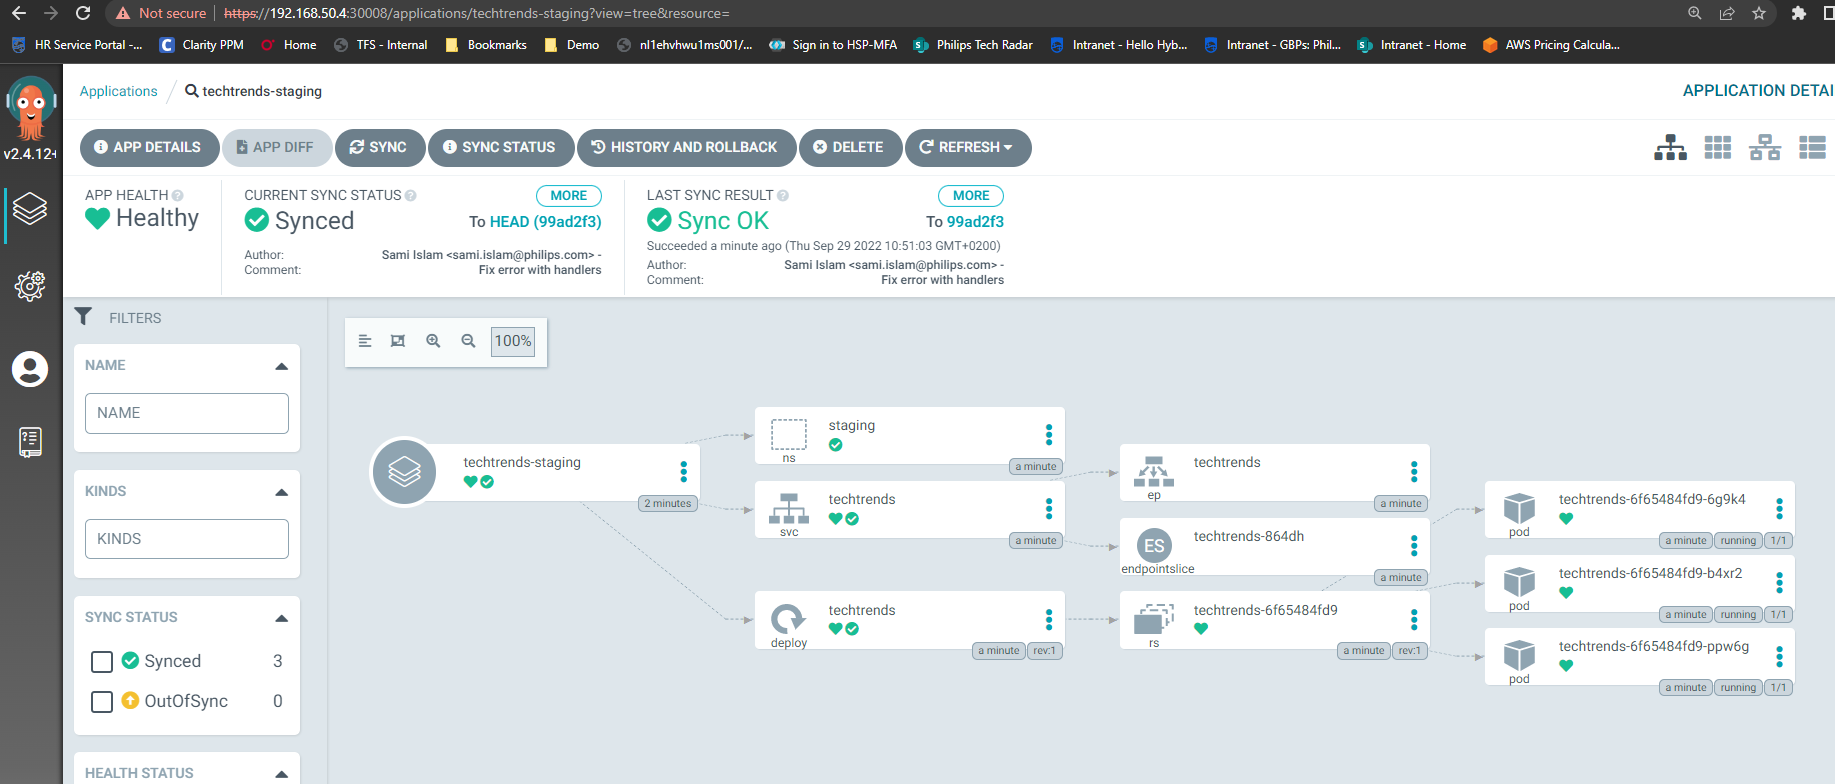 Not secure | https://192.168.50.4:30008/applications/techtrends-staging?view=tree&resource=
HR Service Portal -... Clarity PPM Home TFS - Internal Bookmarks Demo nl1ehvhwu1ms001/... Sign in to HSP-MFA Philips Tech Radar Intranet - Hello Hyb... Intranet - GBPs: Phil... Intranet - Home AWS Pricing Calcula...
v2.4.12+
Applications / techtrends-staging
APPLICATION DETAI
APP DETAILS APP DIFF SYNC SYNC STATUS HISTORY AND ROLLBACK DELETE REFRESH
APP HEALTH
Healthy
CURRENT SYNC STATUS MORE
Synced To HEAD (99ad2f3)
Author: Sami Islam <sami.islam@philips.com> -
Comment: Fix error with handlers
LAST SYNC RESULT MORE
Sync OK To 99ad2f3
Succeeded a minute ago (Thu Sep 29 2022 10:51:03 GMT+0200)
Author: Sami Islam <sami.islam@philips.com> -
Comment: Fix error with handlers
FILTERS
NAME
NAME
KINDS
KINDS
SYNC STATUS
Synced 3
OutOfSync 0
HEALTH STATUS
100%
techtrends-staging
2 minutes
staging
ns
a minute
techtrends
svc
a minute
techtrends
deploy
a minute rev:1
techtrends
ep
a minute
ES
techtrends-864dh
endpointslice
a minute
techtrends-6f65484fd9
rs
a minute rev:1
techtrends-6f65484fd9-6g9k4
pod
a minute running 1/1
techtrends-6f65484fd9-b4xr2
pod
a minute running 1/1
techtrends-6f65484fd9-ppw6g
pod
a minute running 1/1